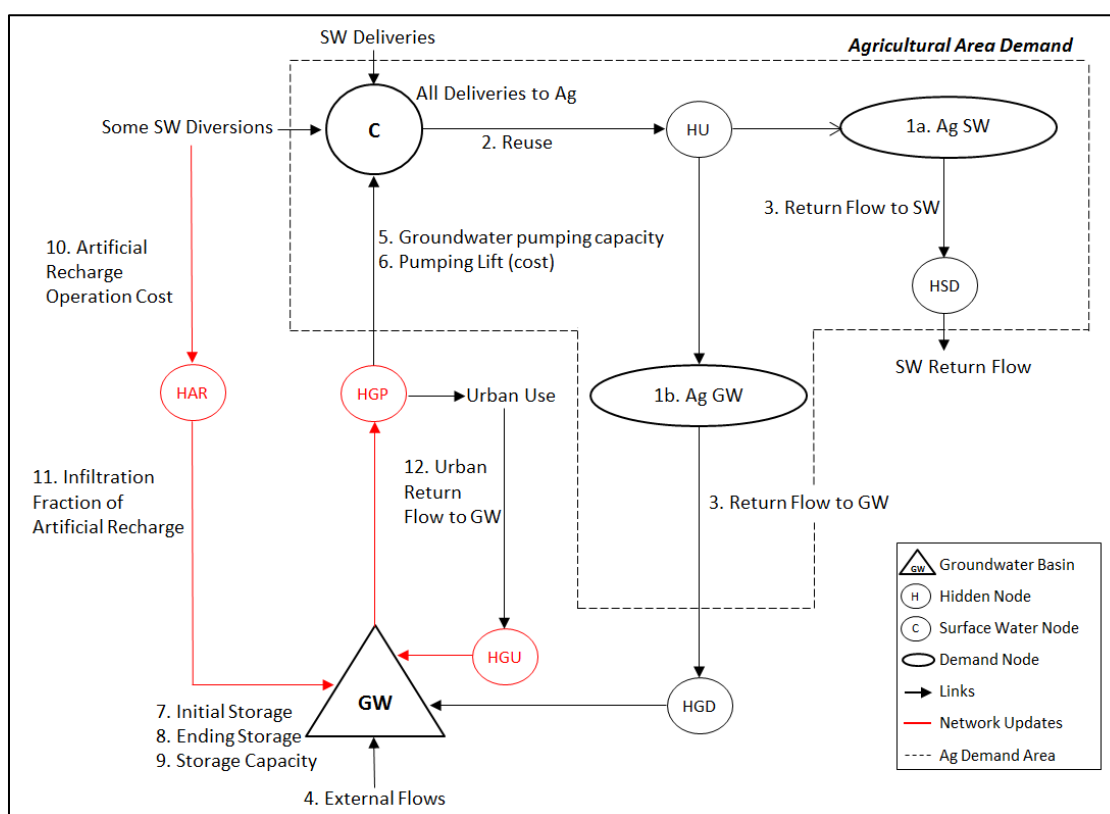 SW Deliveries
Agricultural Area Demand
All Deliveries to Ag
Some SW Diversions
C
2. Reuse
HU
1a. Ag SW
3. Return Flow to SW
5. Groundwater pumping capacity
6. Pumping Lift (cost)
10. Artificial
Recharge
Operation Cost
HSD
SW Return Flow
HAR
HGP
Urban Use
1b. Ag GW
11. Infiltration
Fraction of
Artificial Recharge
12. Urban
Return
Flow to GW
3. Return Flow to GW
HGU
GW
HGD
7. Initial Storage
8. Ending Storage
9. Storage Capacity
4. External Flows
GW Groundwater Basin
H Hidden Node
C Surface Water Node
Demand Node
Links
Network Updates
Ag Demand Area